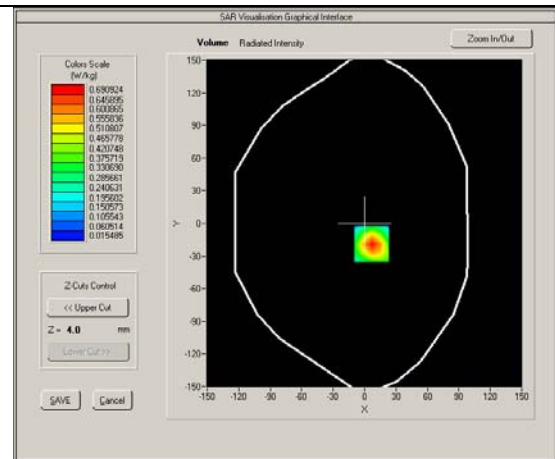 SAR Visualisation Graphical Interface
Volume Radiated Intensity
Zoom In/Out
Colors Scale
(W/kg)
0.690924
0.645895
0.600865
0.555836
0.510807
0.465778
0.420748
0.375719
0.330690
0.285661
0.240631
0.195602
0.150573
0.105543
0.060514
0.015485
Z-Cuts Control
<< Upper Cut
Z = 4.0 mm
Lower Cut >>
SAVE Cancel
150
120
90
60
30
0
-30
-60
-90
-120
-150
Y
-150 -120 -90 -60 -30 0 30 60 90 120 150
X